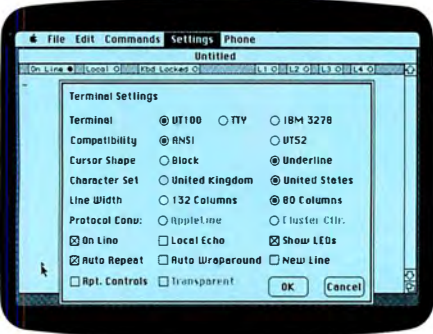 File Edit Commands Settings Phone
Untitled
On Line Local Kbd Locked L1 L2 L3 L4
Terminal Settings
Terminal VT100 TTY IBM 3278
Compatibility ANSI VT52
Cursor Shape Block Underline
Character Set United Kingdom United States
Line Width 132 Columns 80 Columns
Protocol Conv: AppleLine Cluster Ctlr.
On Line Local Echo Show LEDs
Auto Repeat Auto Wraparound New Line
Rpt. Controls Transparent
OK Cancel